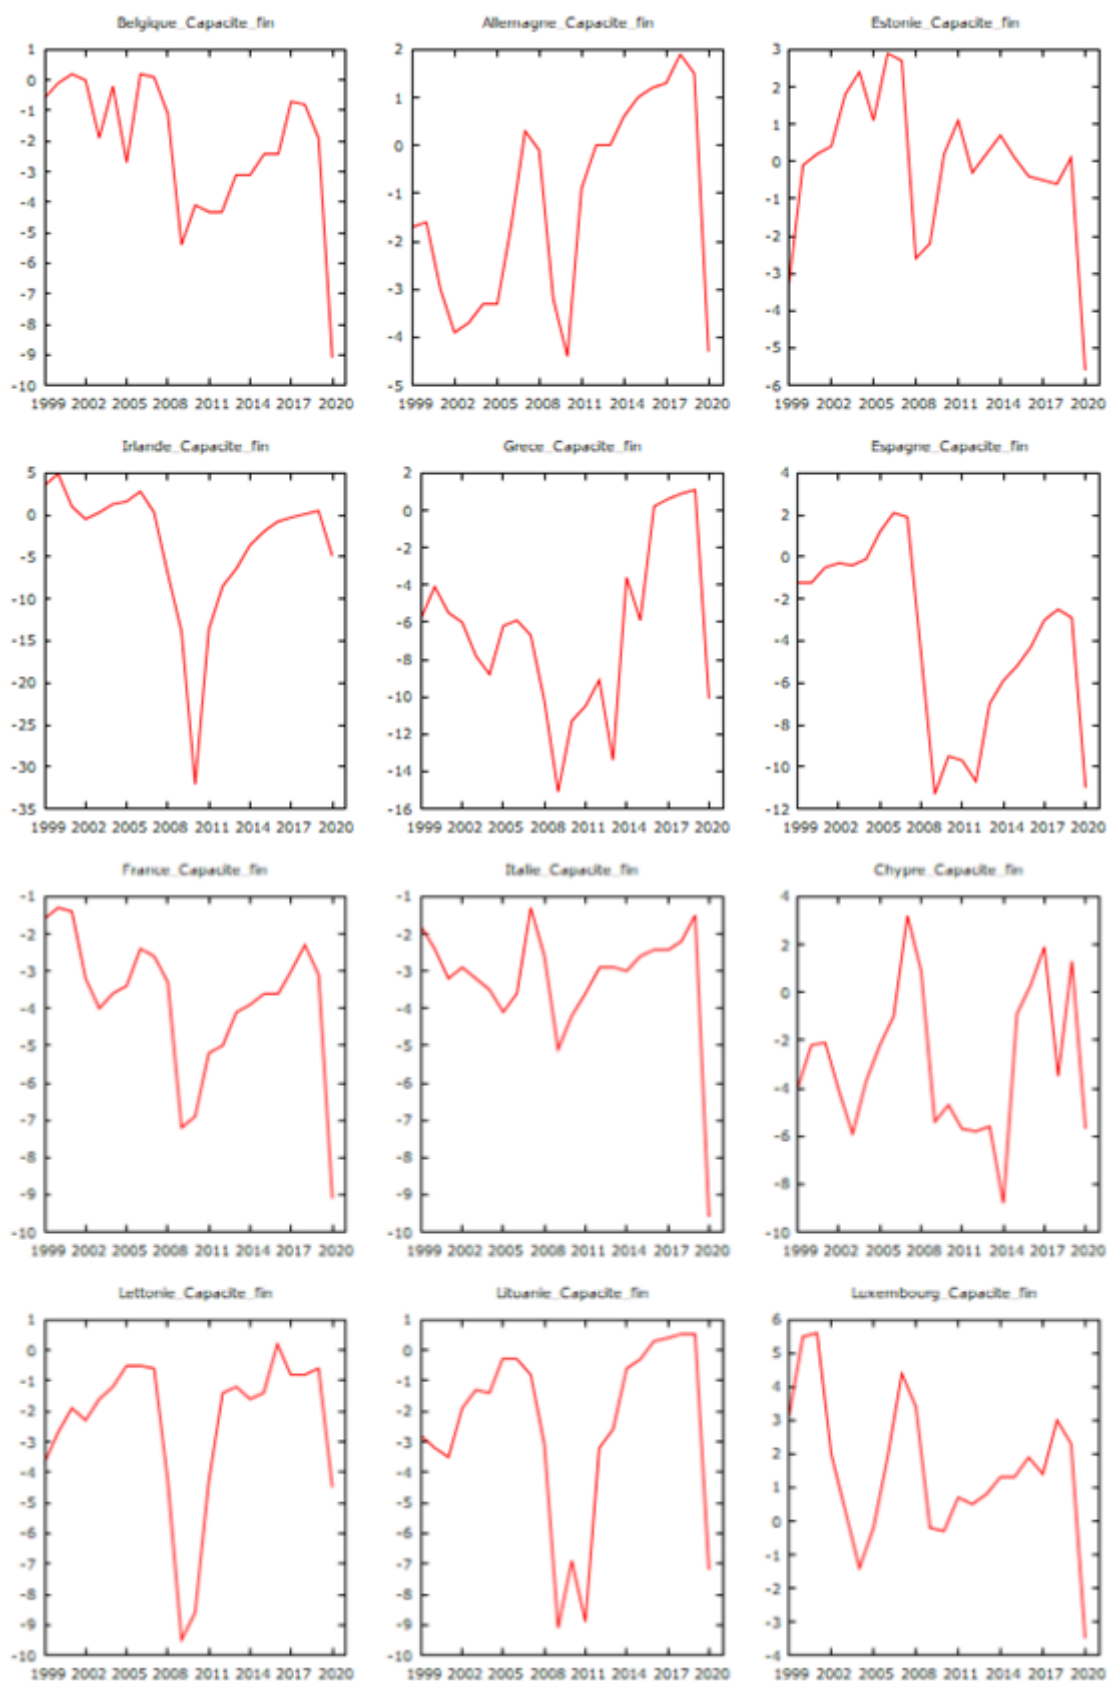 Belgique_Capacite_fin Allemagne_Capacite_fin Estonie_Capacite_fin
1 2 3
0 1 2
-1 0 1
-2 -1 0
-3 -2 -1
-4 -3 -2
-5 -4 -3
-6 -5 -4
-7 -5
-8 -6
-9
-10
1999 2002 2005 2008 2011 2014 2017 2020 1999 2002 2005 2008 2011 2014 2017 2020 1999 2002 2005 2008 2011 2014 2017 2020
Irlande_Capacite_fin Grece_Capacite_fin Espagne_Capacite_fin
5 2 4
0 0 2
-5 -2 0
-10 -4 -2
-15 -6 -4
-20 -8 -6
-25 -10 -8
-30 -12 -10
-35 -14 -12
-16
1999 2002 2005 2008 2011 2014 2017 2020 1999 2002 2005 2008 2011 2014 2017 2020 1999 2002 2005 2008 2011 2014 2017 2020
France_Capacite_fin Italie_Capacite_fin Chypre_Capacite_fin
-1 -1 4
-2 -2 2
-3 -3 0
-4 -4 -2
-5 -5 -4
-6 -6 -6
-7 -7 -8
-8 -8 -10
-9 -9
-10 -10
1999 2002 2005 2008 2011 2014 2017 2020 1999 2002 2005 2008 2011 2014 2017 2020 1999 2002 2005 2008 2011 2014 2017 2020
Lettonie_Capacite_fin Lituanie_Capacite_fin Luxembourg_Capacite_fin
1 1 6
0 0 5
-1 -1 4
-2 -2 3
-3 -3 2
-4 -4 1
-5 -5 0
-6 -6 -1
-7 -7 -2
-8 -8 -3
-9 -9 -4
-10 -10
1999 2002 2005 2008 2011 2014 2017 2020 1999 2002 2005 2008 2011 2014 2017 2020 1999 2002 2005 2008 2011 2014 2017 2020